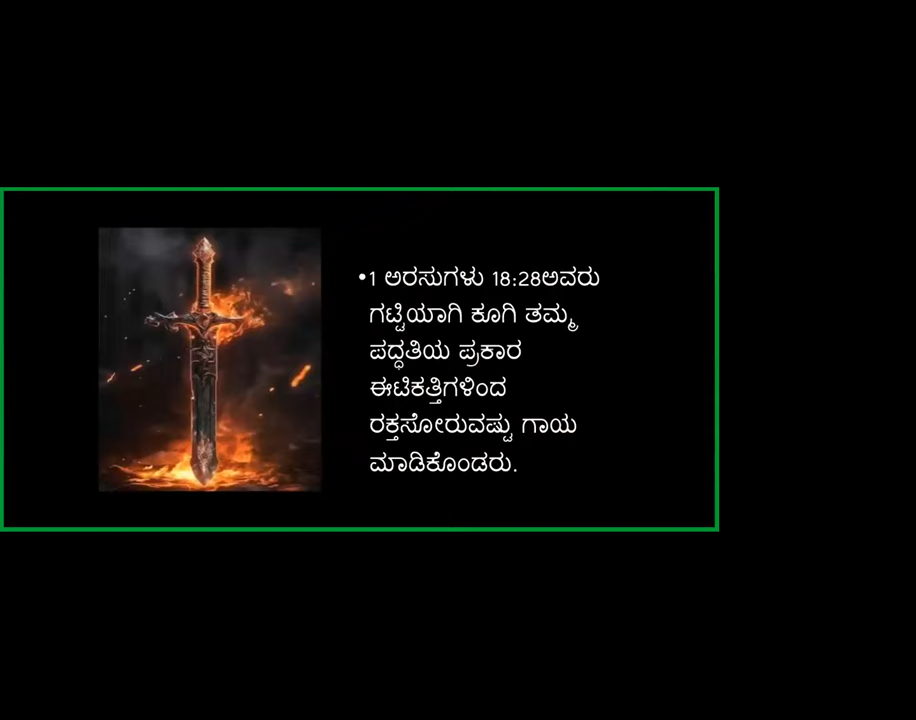 •1 ಅರಸುಗಳು 18:28ಅವರು
ಗಟ್ಟಿಯಾಗಿ ಕೂಗಿ ತಮ್ಮ
ಪದ್ಧತಿಯ ಪ್ರಕಾರ
ಈಟಿಕತ್ತಿಗಳಿಂದ
ರಕ್ತಸೋರುವಷ್ಟು ಗಾಯ
ಮಾಡಿಕೊಂಡರು.